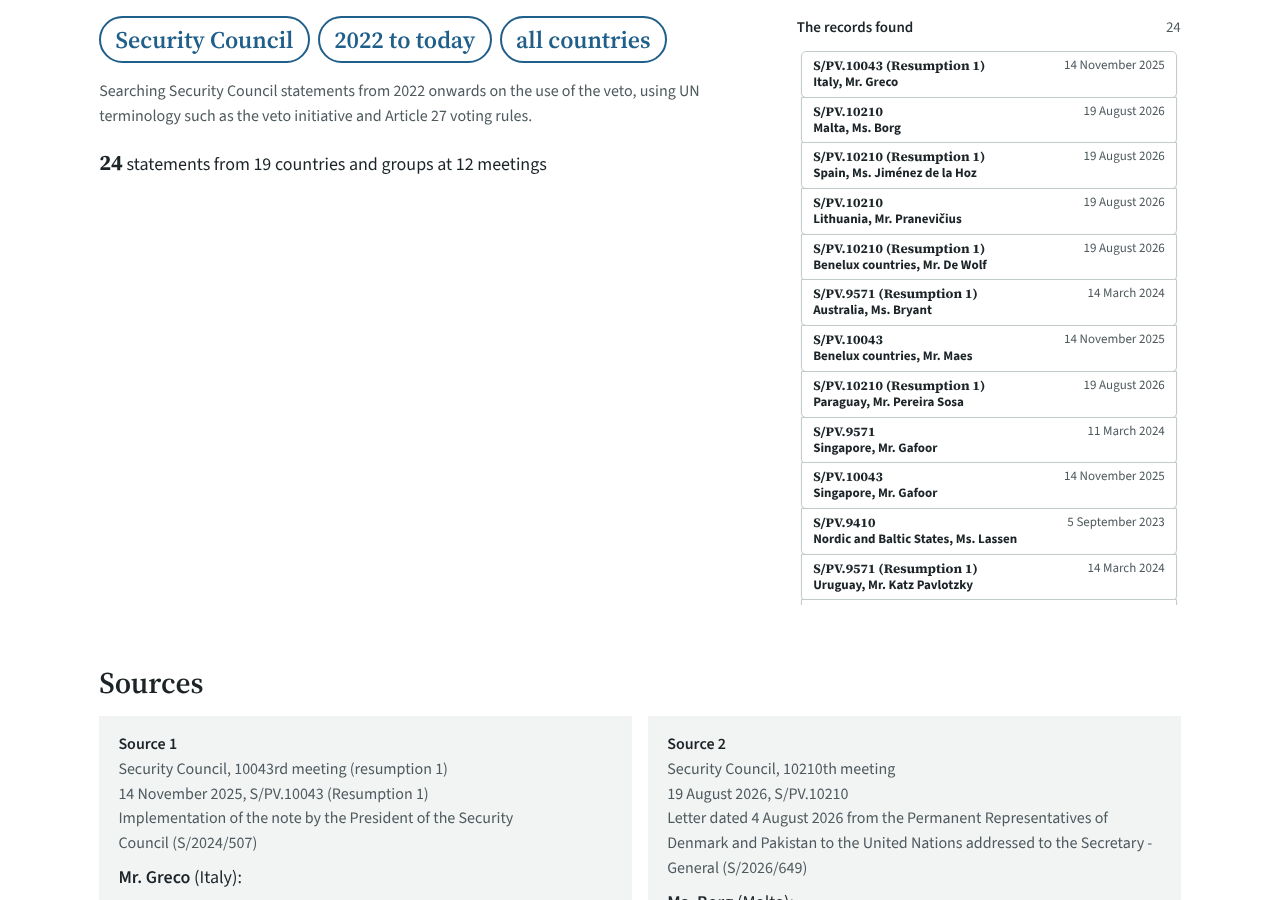 Security Council
2022 to today
all countries
Searching Security Council statements from 2022 onwards on the use of the veto, using UN
terminology such as the veto initiative and Article 27 voting rules.
24 statements from 19 countries and groups at 12 meetings
The records found 24
S/PV.10043 (Resumption 1) 14 November 2025
Italy, Mr. Greco
S/PV.10210 19 August 2026
Malta, Ms. Borg
S/PV.10210 (Resumption 1) 19 August 2026
Spain, Ms. Jiménez de la Hoz
S/PV.10210 19 August 2026
Lithuania, Mr. Pranevičius
S/PV.10210 (Resumption 1) 19 August 2026
Benelux countries, Mr. De Wolf
S/PV.9571 (Resumption 1) 14 March 2024
Australia, Ms. Bryant
S/PV.10043 14 November 2025
Benelux countries, Mr. Maes
S/PV.10210 (Resumption 1) 19 August 2026
Paraguay, Mr. Pereira Sosa
S/PV.9571 11 March 2024
Singapore, Mr. Gafoor
S/PV.10043 14 November 2025
Singapore, Mr. Gafoor
S/PV.9410 5 September 2023
Nordic and Baltic States, Ms. Lassen
S/PV.9571 (Resumption 1) 14 March 2024
Uruguay, Mr. Katz Pavlotzky
Sources
Source 1
Security Council, 10043rd meeting (resumption 1)
14 November 2025, S/PV.10043 (Resumption 1)
Implementation of the note by the President of the Security
Council (S/2024/507)
Mr. Greco (Italy):
Source 2
Security Council, 10210th meeting
19 August 2026, S/PV.10210
Letter dated 4 August 2026 from the Permanent Representatives of
Denmark and Pakistan to the United Nations addressed to the Secretary -
General (S/2026/649)
Ms. Borg (Malta):